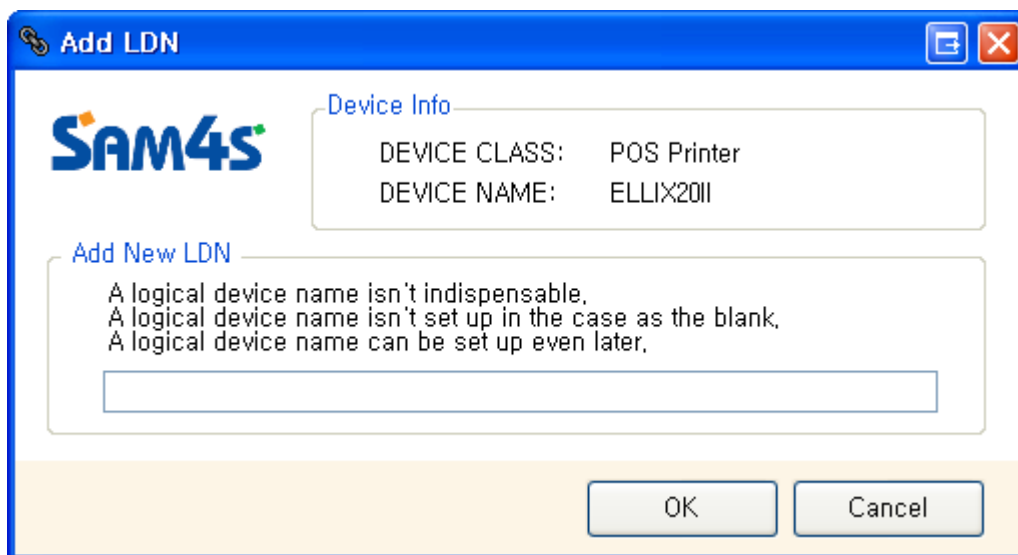 Add LDN
SAM4S
Device Info
DEVICE CLASS: POS Printer
DEVICE NAME: ELLIX20II
Add New LDN
A logical device name isn't indispensable,
A logical device name isn't set up in the case as the blank,
A logical device name can be set up even later,
OK
Cancel